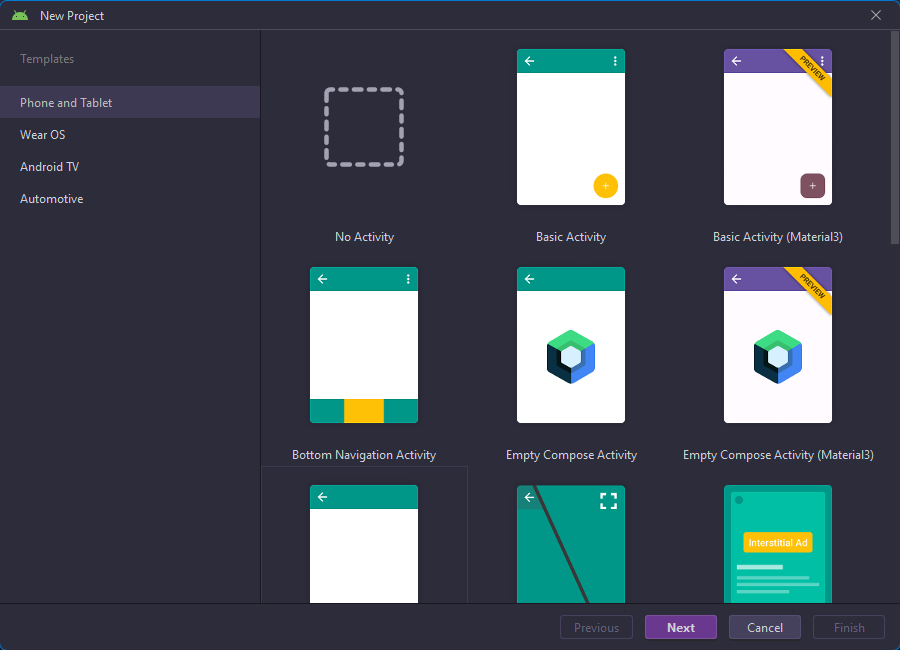 New Project
Templates
Phone and Tablet
Wear OS
Android TV
Automotive
PREVIEW
No Activity
Basic Activity
Basic Activity (Material3)
PREVIEW
Bottom Navigation Activity
Empty Compose Activity
Empty Compose Activity (Material3)
Interstitial Ad
Previous
Next
Cancel
Finish